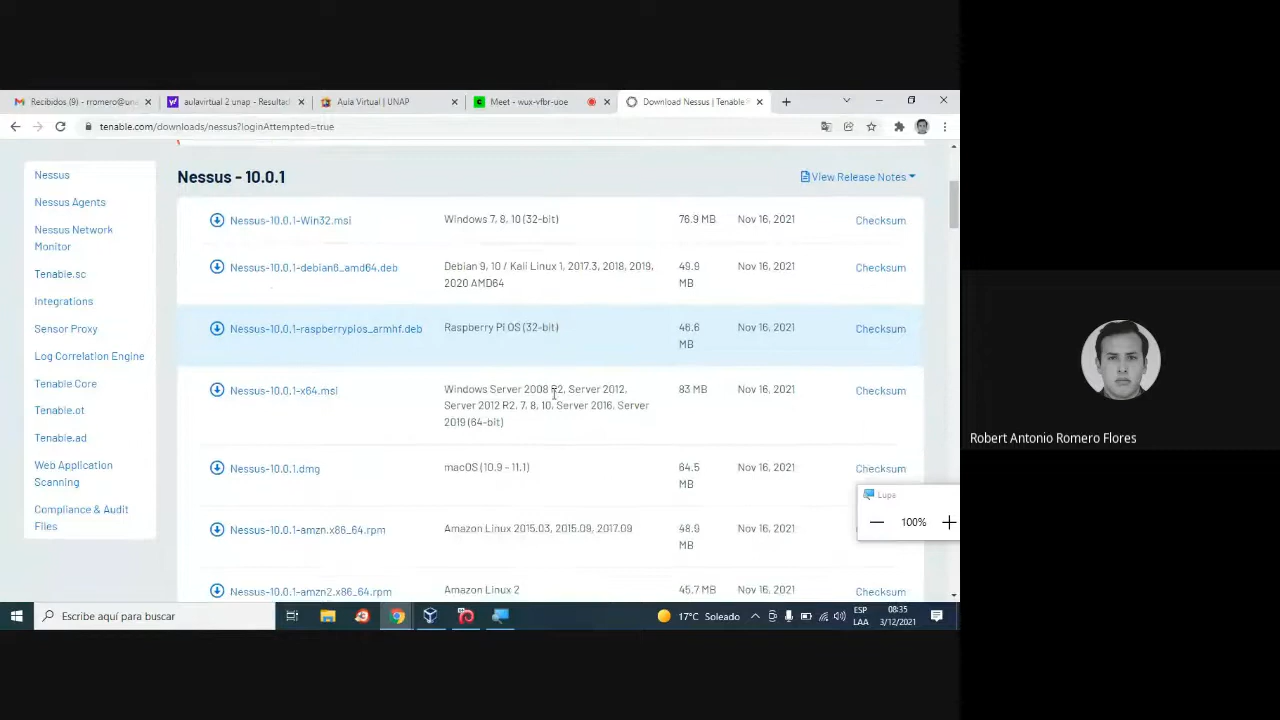 Recibidos (9) - rromero@una
aulavirtual 2 unap - Resultad
Aula Virtual | UNAP
Meet - wux-vfbr-uoe
Download Nessus | Tenable
tenable.com/downloads/nessus?loginAttempted=true
Nessus
Nessus Agents
Nessus Network
Monitor
Tenable.sc
Integrations
Sensor Proxy
Log Correlation Engine
Tenable Core
Tenable.ot
Tenable.ad
Web Application
Scanning
Compliance & Audit
Files
Nessus - 10.0.1
View Release Notes
Nessus-10.0.1-Win32.msi Windows 7, 8, 10 (32-bit) 76.9 MB Nov 16, 2021 Checksum
Nessus-10.0.1-debian6_amd64.deb Debian 9, 10 / Kali Linux 1, 2017.3, 2018, 2019, 49.9 Nov 16, 2021 Checksum
2020 AMD64 MB
Nessus-10.0.1-raspberrypios_armhf.deb Raspberry Pi OS (32-bit) 46.6 Nov 16, 2021 Checksum
MB
Nessus-10.0.1-x64.msi Windows Server 2008 R2, Server 2012, 83 MB Nov 16, 2021 Checksum
Server 2012 R2, 7, 8, 10, Server 2016, Server
2019 (64-bit)
Nessus-10.0.1.dmg macOS (10.9 - 11.1) 64.5 Nov 16, 2021 Checksum
MB
Nessus-10.0.1-amzn.x86_64.rpm Amazon Linux 2015.03, 2015.09, 2017.09 48.9 Nov 16, 2021
MB
Nessus-10.0.1-amzn2.x86_64.rpm Amazon Linux 2 45.7 MB Nov 16, 2021 Checksum
Lupa
100%
Escribe aquí para buscar
17°C Soleado
ESP
LAA
08:35
3/12/2021
Robert Antonio Romero Flores